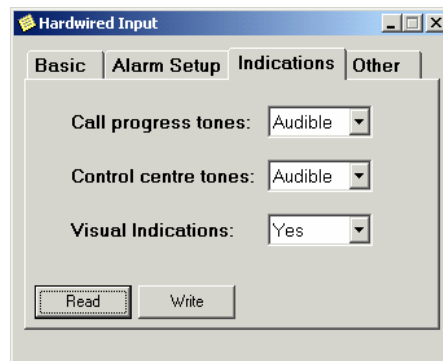 Hardwired Input
Basic Alarm Setup Indications Other
Call progress tones: Audible
Control centre tones: Audible
Visual Indications: Yes
Read Write